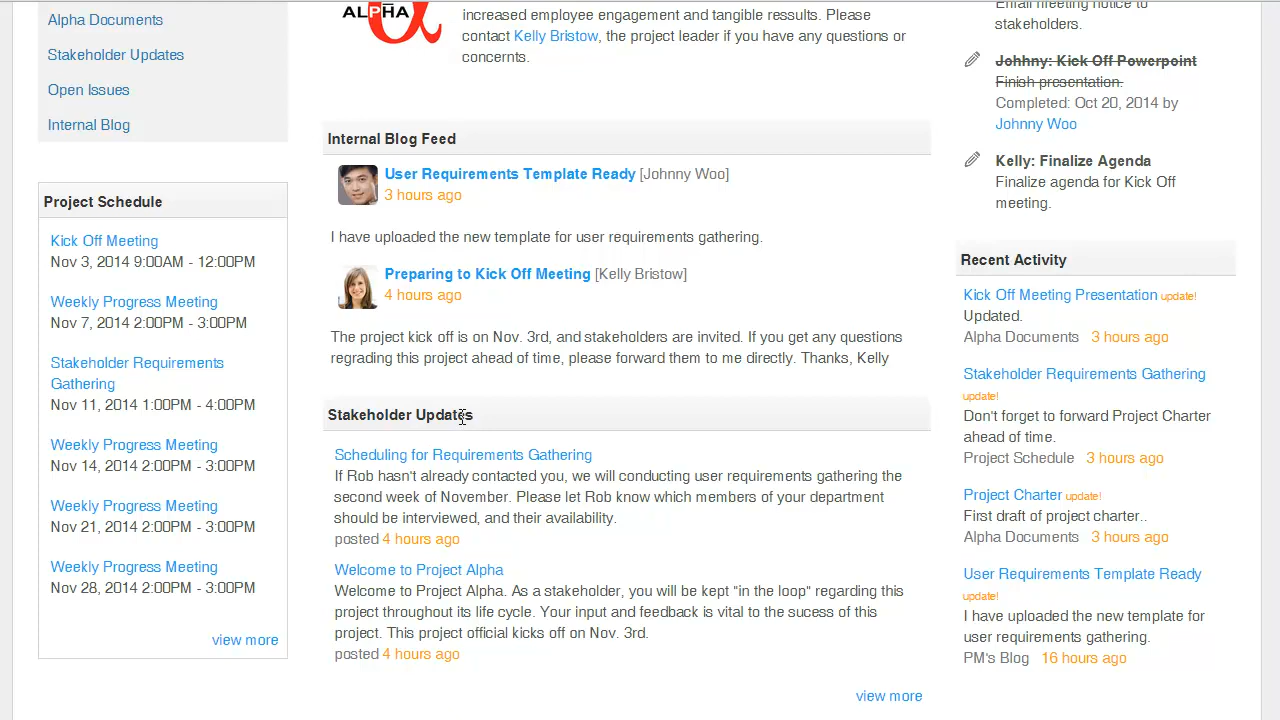 Alpha Documents
Stakeholder Updates
Open Issues
Internal Blog
Project Schedule
Kick Off Meeting
Nov 3, 2014 9:00AM - 12:00PM
Weekly Progress Meeting
Nov 7, 2014 2:00PM - 3:00PM
Stakeholder Requirements
Gathering
Nov 11, 2014 1:00PM - 4:00PM
Weekly Progress Meeting
Nov 14, 2014 2:00PM - 3:00PM
Weekly Progress Meeting
Nov 21, 2014 2:00PM - 3:00PM
Weekly Progress Meeting
Nov 28, 2014 2:00PM - 3:00PM
view more
ALPHA
increased employee engagement and tangible ressults. Please
contact Kelly Bristow, the project leader if you have any questions or
concernts.
Internal Blog Feed
User Requirements Template Ready [Johnny Woo]
3 hours ago
I have uploaded the new template for user requirements gathering.
Preparing to Kick Off Meeting [Kelly Bristow]
4 hours ago
The project kick off is on Nov. 3rd, and stakeholders are invited. If you get any questions
regrading this project ahead of time, please forward them to me directly. Thanks, Kelly
Stakeholder Updates
Scheduling for Requirements Gathering
If Rob hasn't already contacted you, we will conducting user requirements gathering the
second week of November. Please let Rob know which members of your department
should be interviewed, and their availability.
posted 4 hours ago
Welcome to Project Alpha
Welcome to Project Alpha. As a stakeholder, you will be kept "in the loop" regarding this
project throughout its life cycle. Your input and feedback is vital to the sucess of this
project. This project official kicks off on Nov. 3rd.
posted 4 hours ago
view more
Email meeting notice to
stakeholders.
Johhny: Kick Off Powerpoint
Finish presentation.
Completed: Oct 20, 2014 by
Johnny Woo
Kelly: Finalize Agenda
Finalize agenda for Kick Off
meeting.
Recent Activity
Kick Off Meeting Presentation update!
Updated.
Alpha Documents 3 hours ago
Stakeholder Requirements Gathering
update!
Don't forget to forward Project Charter
ahead of time.
Project Schedule 3 hours ago
Project Charter update!
First draft of project charter..
Alpha Documents 3 hours ago
User Requirements Template Ready
update!
I have uploaded the new template for
user requirements gathering.
PM's Blog 16 hours ago